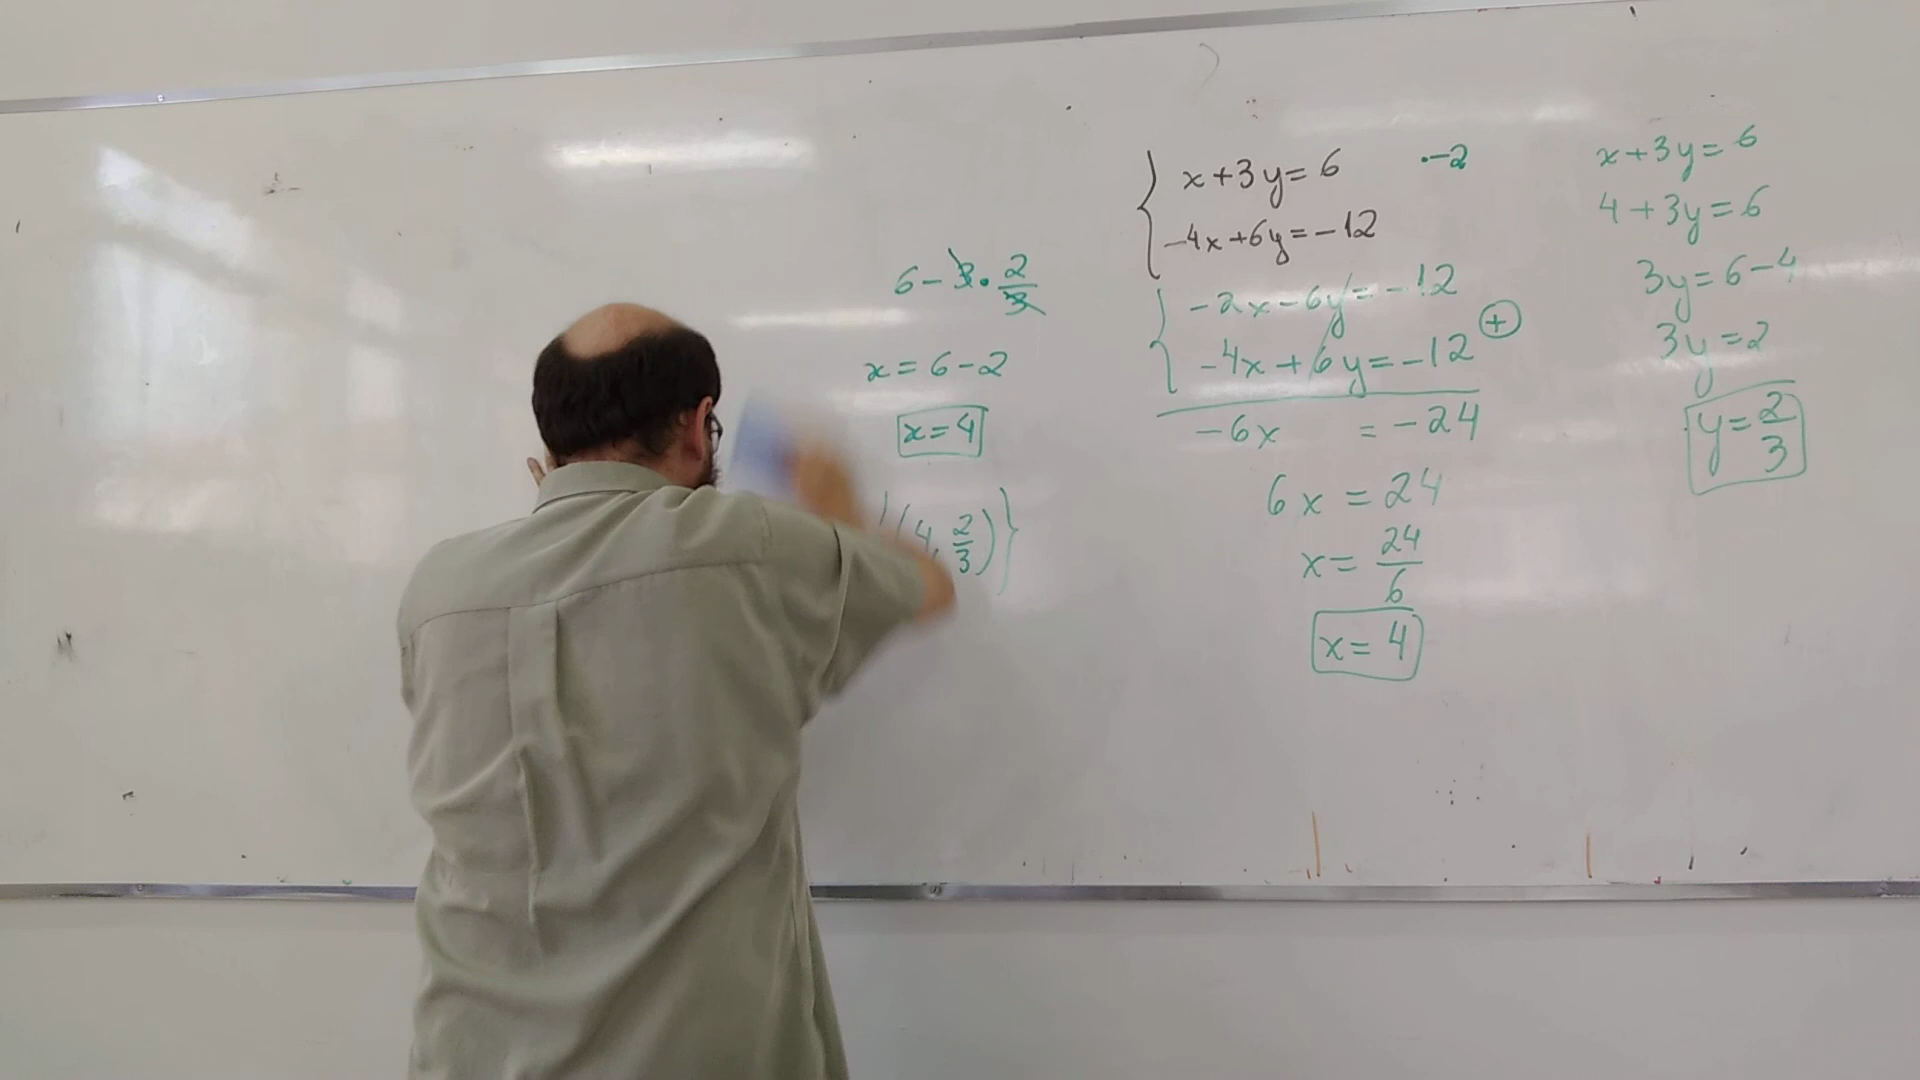 6-3·2/3
x=6-2
x=4
(4, 2/3)}
{x+3y=6 ·-2
-4x+6y=-12
{-2x-6y=-12
-4x+6y=-12 +
-6x =-24
6x=24
x=24/6
x=4
x+3y=6
4+3y=6
3y=6-4
3y=2
y=2/3